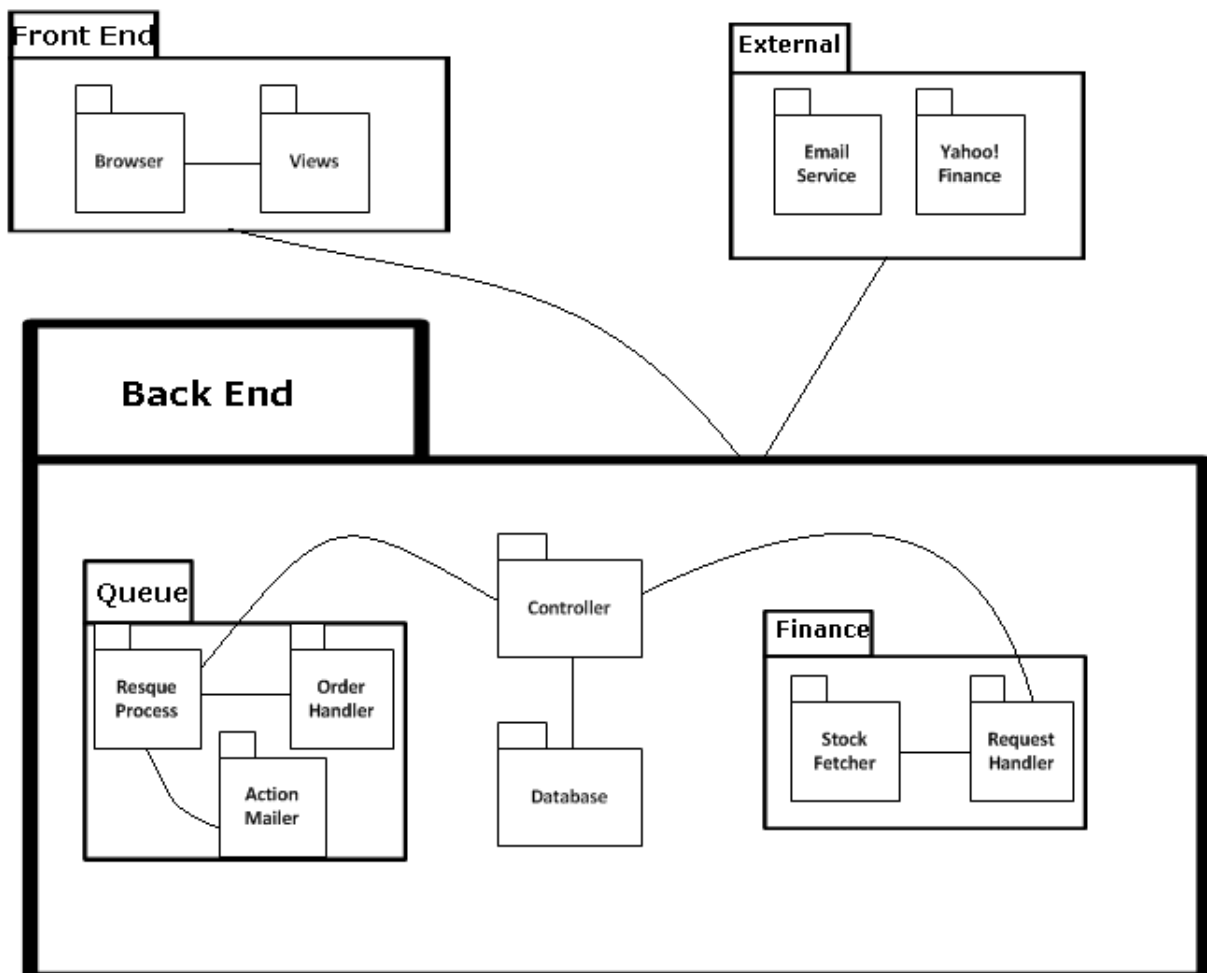 Front End
External
Browser
Views
Email
Service
Yahoo!
Finance
Back End
Queue
Resque
Process
Order
Handler
Action
Mailer
Controller
Database
Finance
Stock
Fetcher
Request
Handler